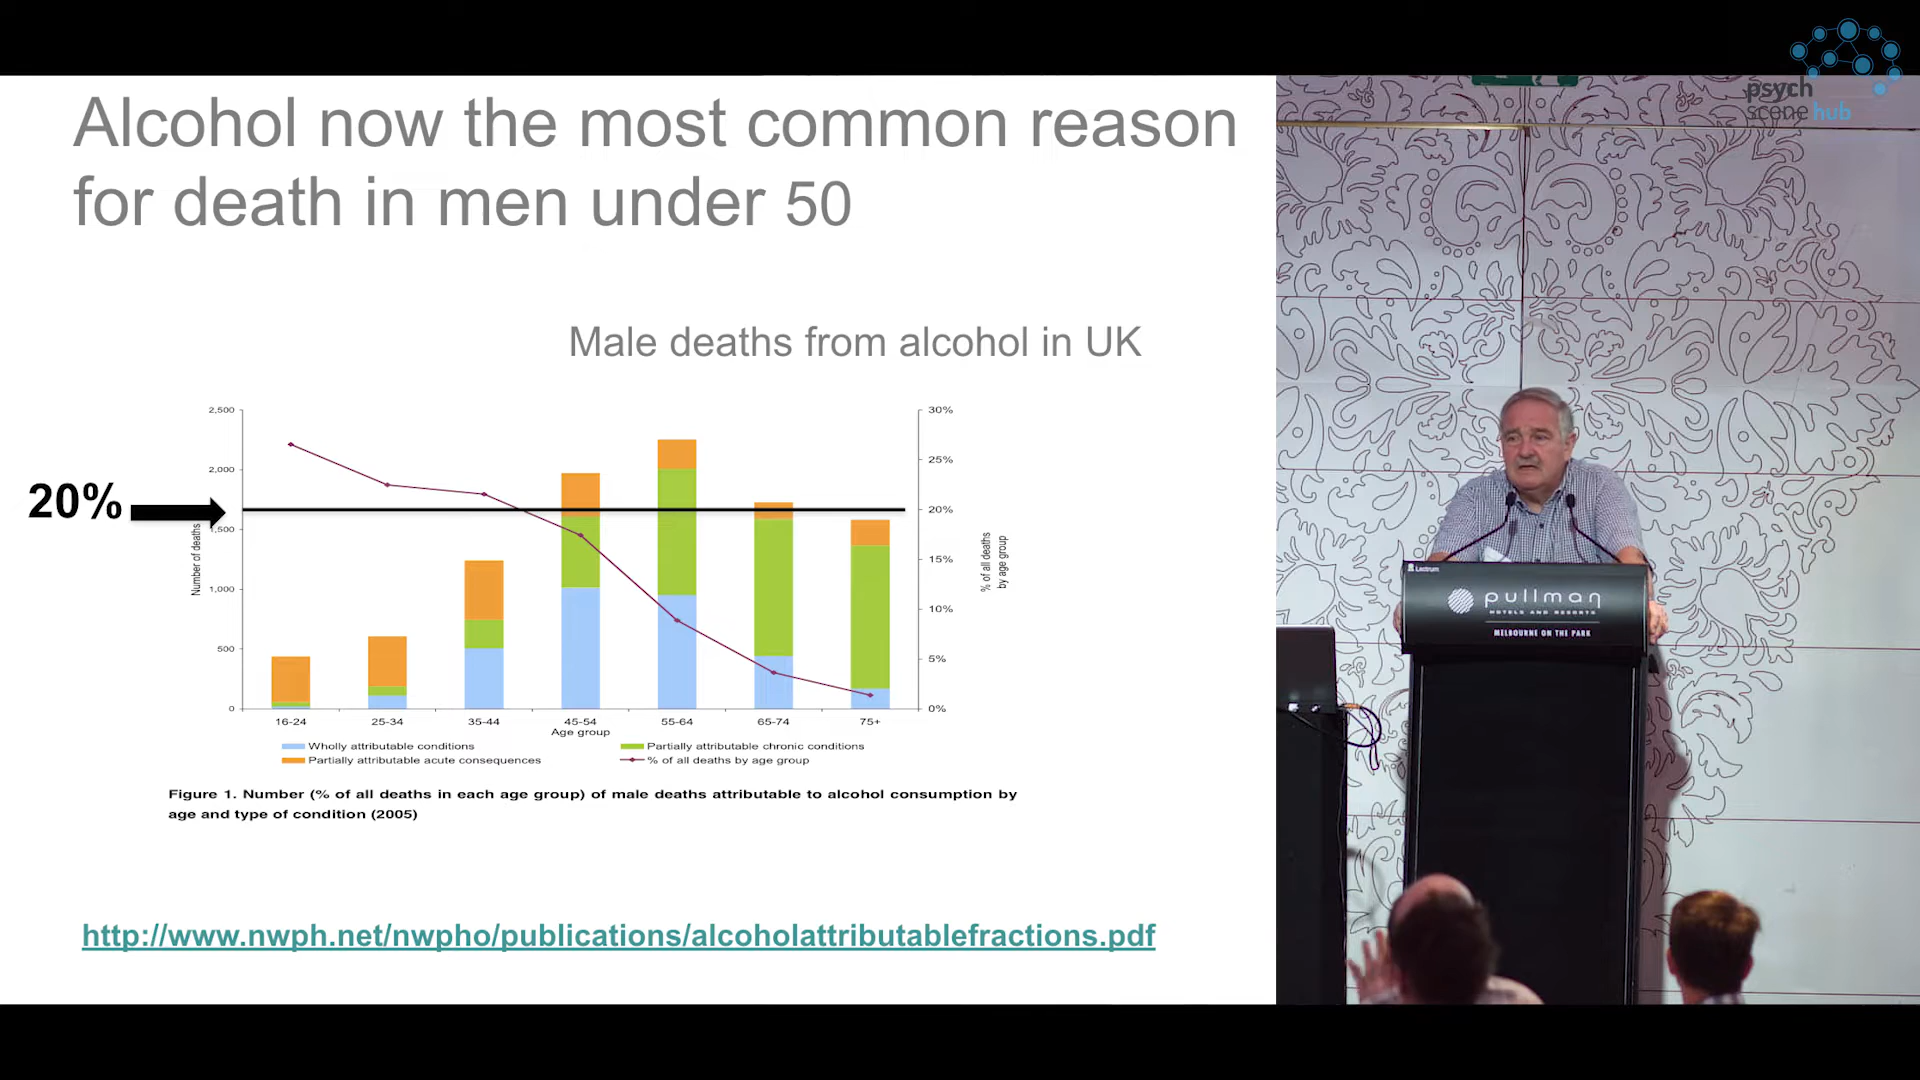 psych
scene hub
Alcohol now the most common reason
for death in men under 50
Male deaths from alcohol in UK
20%
2,500
2,000
1,500
1,000
500
0
Number of deaths
30%
25%
20%
15%
10%
5%
0%
% of all deaths
by age group
16-24 25-34 35-44 45-54 55-64 65-74 75+
Age group
Wholly attributable conditions
Partially attributable chronic conditions
Partially attributable acute consequences
% of all deaths by age group
Figure 1. Number (% of all deaths in each age group) of male deaths attributable to alcohol consumption by
age and type of condition (2005)
http://www.nwph.net/nwpho/publications/alcoholattributablefractions.pdf
Lectrum
pullman
HOTELS AND RESORTS
MELBOURNE ON THE PARK